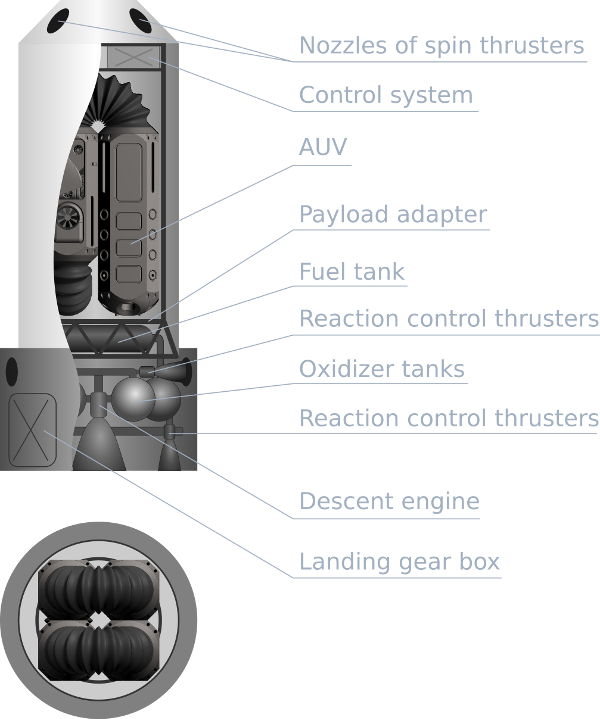 Nozzles of spin thrusters
Control system
AUV
Payload adapter
Fuel tank
Reaction control thrusters
Oxidizer tanks
Reaction control thrusters
Descent engine
Landing gear box